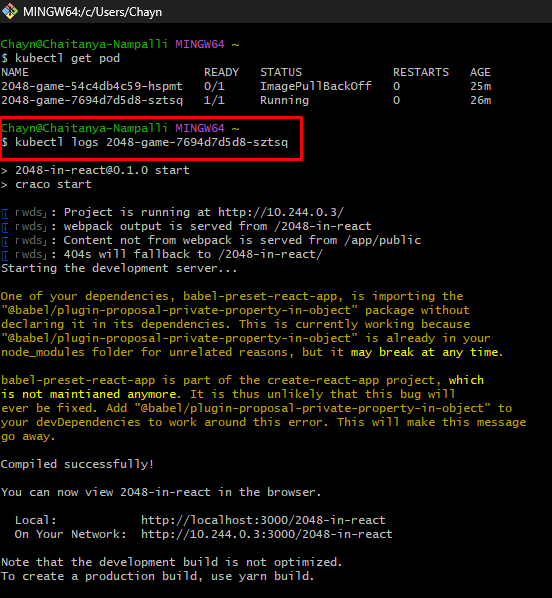 MINGW64:/c/Users/Chayn
Chayn@Chaitanya-Nampalli MINGW64 ~
$ kubectl get pod
NAME READY STATUS RESTARTS AGE
2048-game-54c4db4c59-hspmt 0/1 ImagePullBackOff 0 25m
2048-game-7694d7d5d8-sztsq 1/1 Running 0 26m
Chayn@Chaitanya-Nampalli MINGW64 ~
$ kubectl logs 2048-game-7694d7d5d8-sztsq
> 2048-in-react@0.1.0 start
> craco start
｢wds｣: Project is running at http://10.244.0.3/
｢wds｣: webpack output is served from /2048-in-react
｢wds｣: Content not from webpack is served from /app/public
｢wds｣: 404s will fallback to /2048-in-react/
Starting the development server...
One of your dependencies, babel-preset-react-app, is importing the
"@babel/plugin-proposal-private-property-in-object" package without
declaring it in its dependencies. This is currently working because
"@babel/plugin-proposal-private-property-in-object" is already in your
node_modules folder for unrelated reasons, but it may break at any time.
babel-preset-react-app is part of the create-react-app project, which
is not maintianed anymore. It is thus unlikely that this bug will
ever be fixed. Add "@babel/plugin-proposal-private-property-in-object" to
your devDependencies to work around this error. This will make this message
go away.
Compiled successfully!
You can now view 2048-in-react in the browser.
Local: http://localhost:3000/2048-in-react
On Your Network: http://10.244.0.3:3000/2048-in-react
Note that the development build is not optimized.
To create a production build, use yarn build.